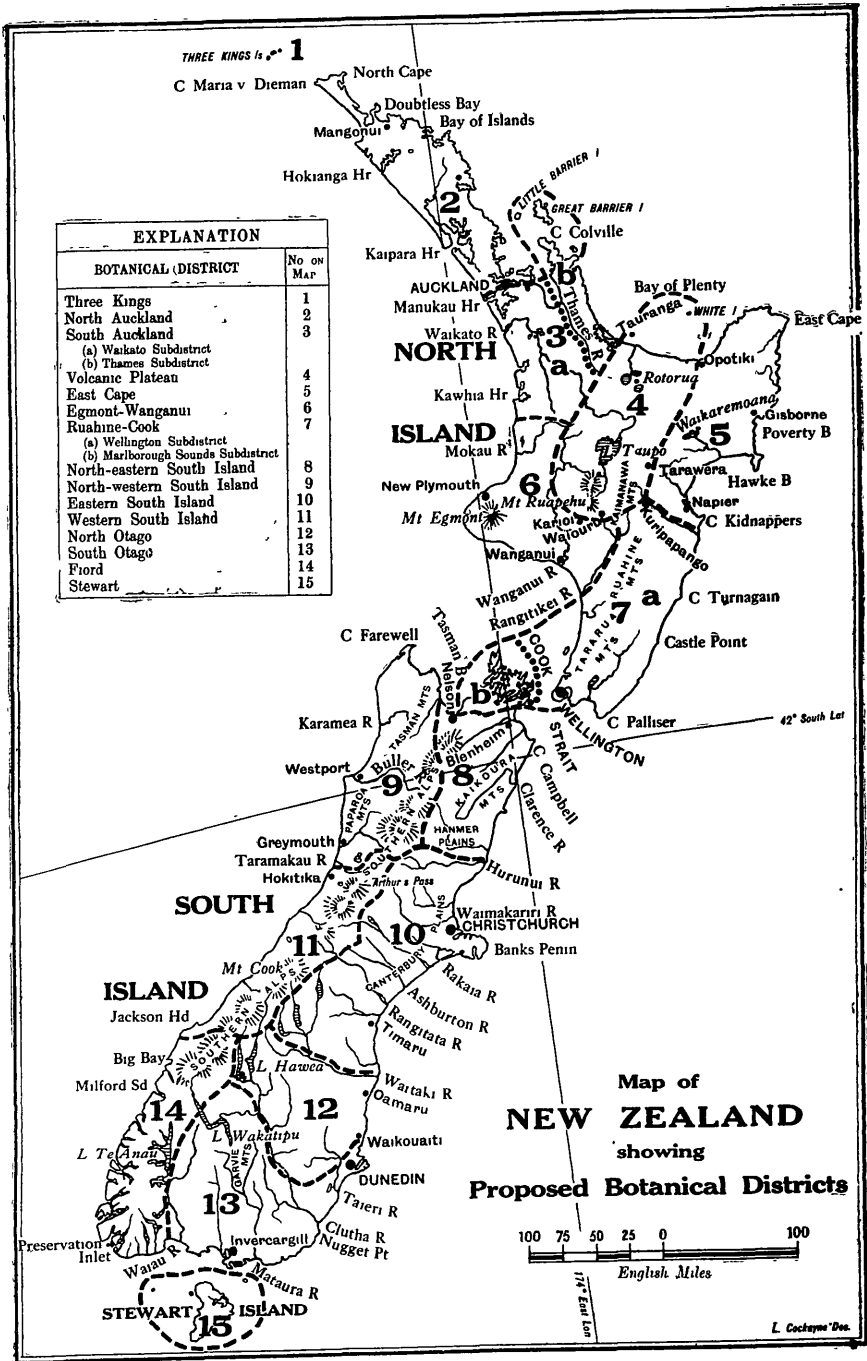 THREE KINGS Is 1
C Maria v Dieman
North Cape
Doubtless Bay
Mangonui
Bay of Islands
Hokianga Hr
2
LITTLE BARRIER I
GREAT BARRIER I
C Colville
Kaipara Hr
b
AUCKLAND
Manukau Hr
Thames R
Bay of Plenty
WHITE I
Tauranga
East Cape
Waikato R
3
NORTH
a
Opotiki
Rotorua
4
Kawhia Hr
Waikaremoana
Gisborne
5
Poverty B
ISLAND
L Taupo
Mokau R
Tarawera
Hawke B
6
New Plymouth
Mt Ruapehu
KAIMANAWA MTS
Napier
Mt Egmont
Karioi
Waiouru
Kuripapango
C Kidnappers
Wanganui
Wanganui R
RUAHINE MTS
a
7
C Turnagain
Rangitikei R
TARARUA MTS
Castle Point
EXPLANATION
BOTANICAL DISTRICT No ON MAP
Three Kings 1
North Auckland 2
South Auckland 3
(a) Waikato Subdistrict
(b) Thames Subdistrict
Volcanic Plateau 4
East Cape 5
Egmont-Wanganui 6
Ruahine-Cook 7
(a) Wellington Subdistrict
(b) Marlborough Sounds Subdistrict
North-eastern South Island 8
North-western South Island 9
Eastern South Island 10
Western South Island 11
North Otago 12
South Otago 13
Fiord 14
Stewart 15
C Farewell
Tasman B
Nelson
COOK
STRAIT
b
WELLINGTON
C Palliser
42° South Lat
Karamea R
TASMAN MTS
Blenheim
Westport
Buller
9
8
C Campbell
PAPAROA MTS
KAIKOURA MTS
Clarence R
SOUTHERN ALPS
HANMER PLAINS
Greymouth
Taramakau R
Hurunui R
Hokitika
Arthur s Pass
SOUTH
Waimakariri R
CHRISTCHURCH
10
11
Banks Penin
CANTERBURY PLAINS
Mt Cook
Rakaia R
ISLAND
Ashburton R
SOUTHERN ALPS
Jackson Hd
Rangitata R
Timaru
Big Bay
L Hawea
Waitaki R
Milford Sd
Oamaru
12
14
L Wakatipu
Waikouaiti
L Te Anau
GARVIE MTS
DUNEDIN
13
Taieri R
Clutha R
Nugget Pt
Preservation Inlet
Invercargill
Waiau R
Mataura R
STEWART ISLAND
15
Map of
NEW ZEALAND
showing
Proposed Botanical Districts
100 75 50 25 0 100
English Miles
174° East Lon
L. Cockayne Des.